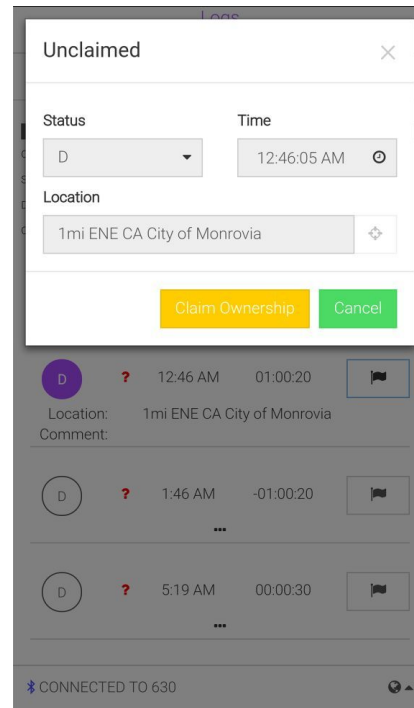 Logs
Unclaimed
Status Time
D 12:46:05 AM
Location
1mi ENE CA City of Monrovia
Claim Ownership Cancel
D ? 12:46 AM 01:00:20
Location: 1mi ENE CA City of Monrovia
Comment:
D ? 1:46 AM -01:00:20
D ? 5:19 AM 00:00:30
CONNECTED TO 630